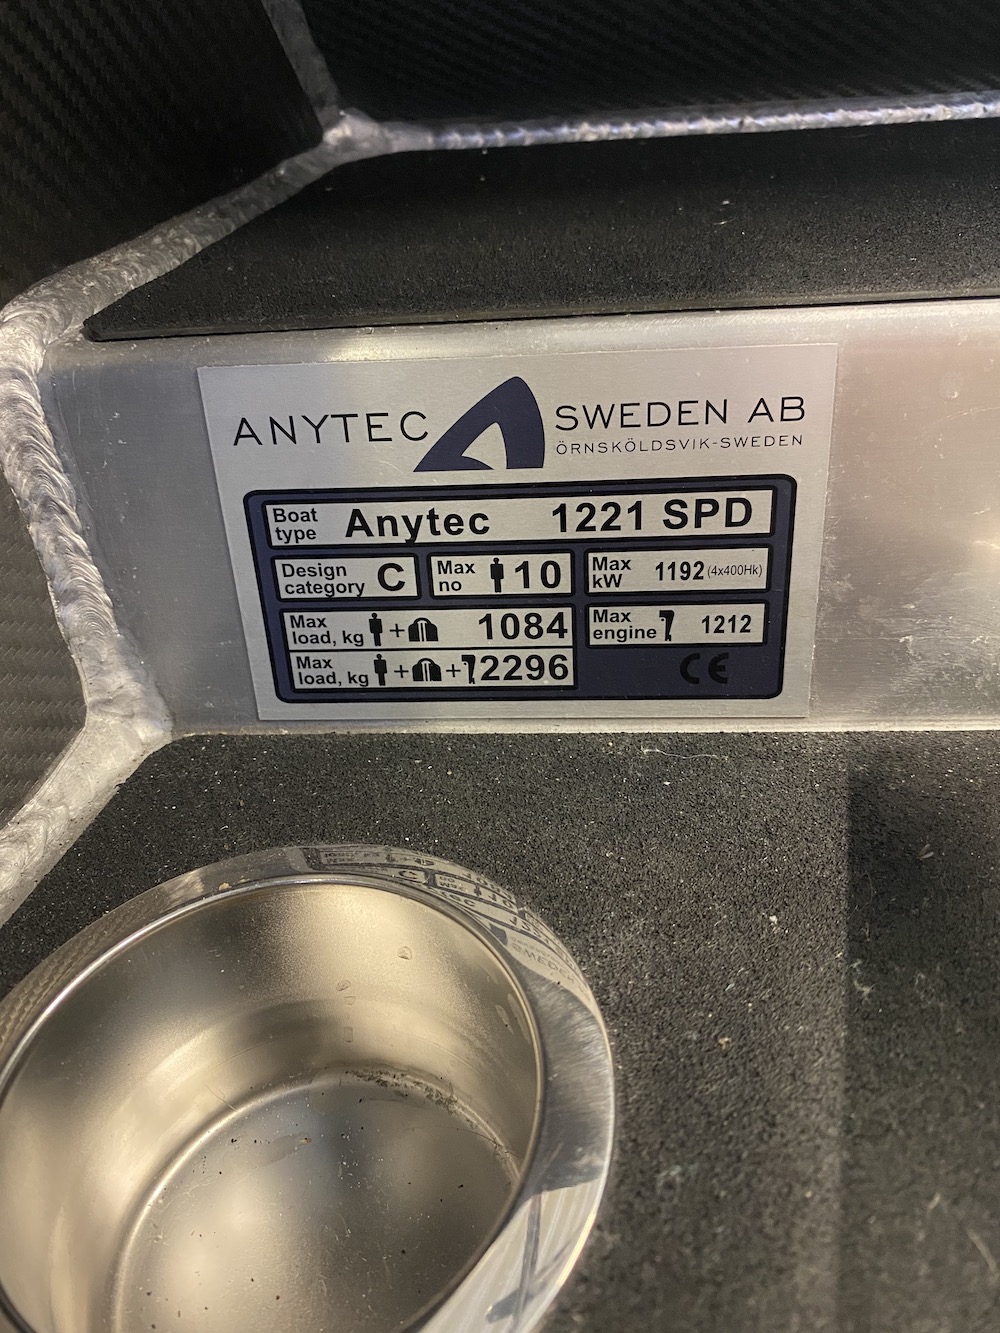 ANYTEC SWEDEN AB
ÖRNSKÖLDSVIK-SWEDEN
Boat type Anytec 1221 SPD
Design category C
Max no 10
Max kW 1192 (4x400Hk)
Max load, kg + 1084
Max engine 1212
Max load, kg + + 2296
CE